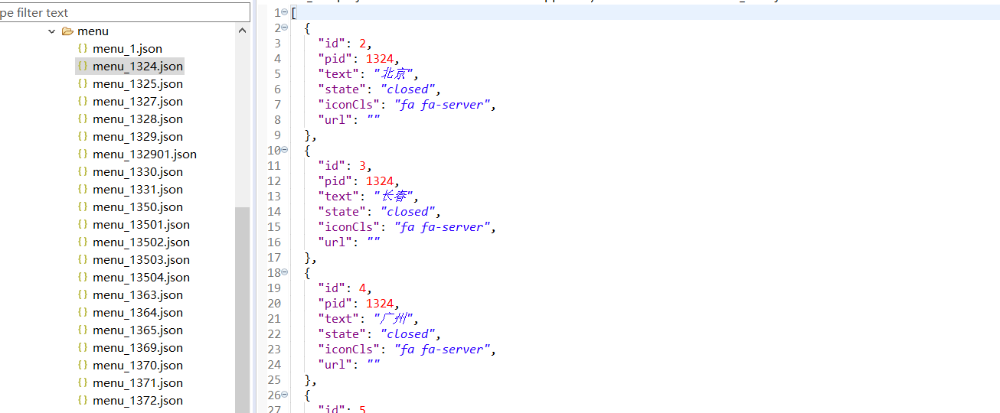 pe filter text
menu
menu_1.json
menu_1324.json
menu_1325.json
menu_1327.json
menu_1328.json
menu_1329.json
menu_132901.json
menu_1330.json
menu_1331.json
menu_1350.json
menu_13501.json
menu_13502.json
menu_13503.json
menu_13504.json
menu_1363.json
menu_1364.json
menu_1365.json
menu_1369.json
menu_1370.json
menu_1371.json
menu_1372.json
1 [
2 {
3 "id": 2,
4 "pid": 1324,
5 "text": "北京",
6 "state": "closed",
7 "iconCls": "fa fa-server",
8 "url": ""
9 },
10 {
11 "id": 3,
12 "pid": 1324,
13 "text": "长春",
14 "state": "closed",
15 "iconCls": "fa fa-server",
16 "url": ""
17 },
18 {
19 "id": 4,
20 "pid": 1324,
21 "text": "广州",
22 "state": "closed",
23 "iconCls": "fa fa-server",
24 "url": ""
25 },
26 {
27 "id": 5